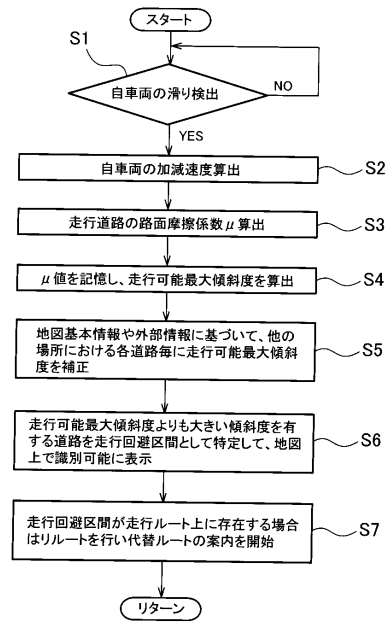 スタート
S1
自車両の滑り検出
NO
YES
自車両の加減速度算出
S2
走行道路の路面摩擦係数μ算出
S3
μ値を記憶し、走行可能最大傾斜度を算出
S4
地図基本情報や外部情報に基づいて、他の
場所における各道路毎に走行可能最大傾斜
度を補正
S5
走行可能最大傾斜度よりも大きい傾斜度を有
する道路を走行回避区間として特定して、地図
上で識別可能に表示
S6
走行回避区間が走行ルート上に存在する場合
はリルートを行い代替ルートの案内を開始
S7
リターン